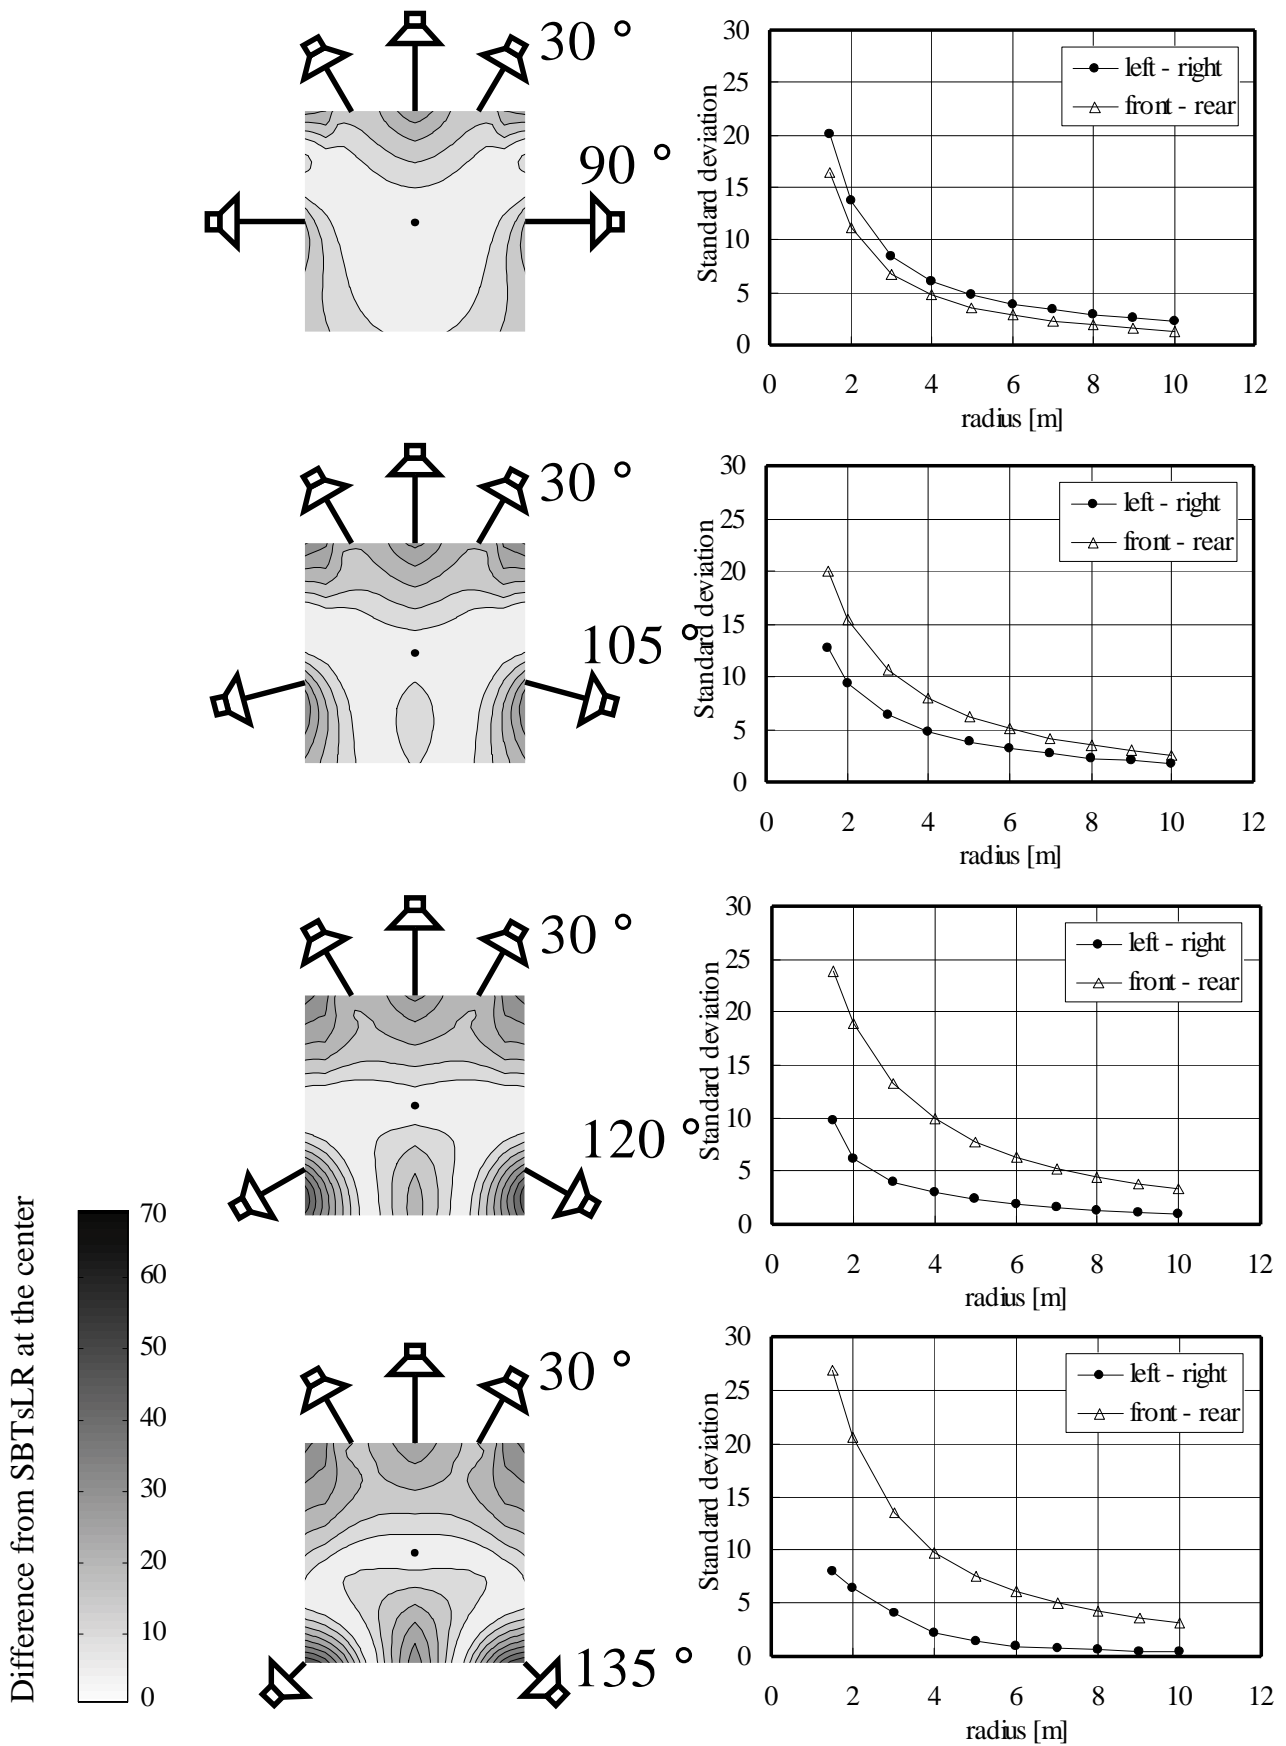 30 °
90 °
Standard deviation
30
25
20
15
10
5
0
left - right
front - rear
0 2 4 6 8 10 12
radius [m]
30 °
105 °
Standard deviation
30
25
20
15
10
5
0
left - right
front - rear
0 2 4 6 8 10 12
radius [m]
30 °
120 °
Standard deviation
30
25
20
15
10
5
0
left - right
front - rear
0 2 4 6 8 10 12
radius [m]
30 °
135 °
Standard deviation
30
25
20
15
10
5
0
left - right
front - rear
0 2 4 6 8 10 12
radius [m]
Difference from SBTsLR at the center
70
60
50
40
30
20
10
0